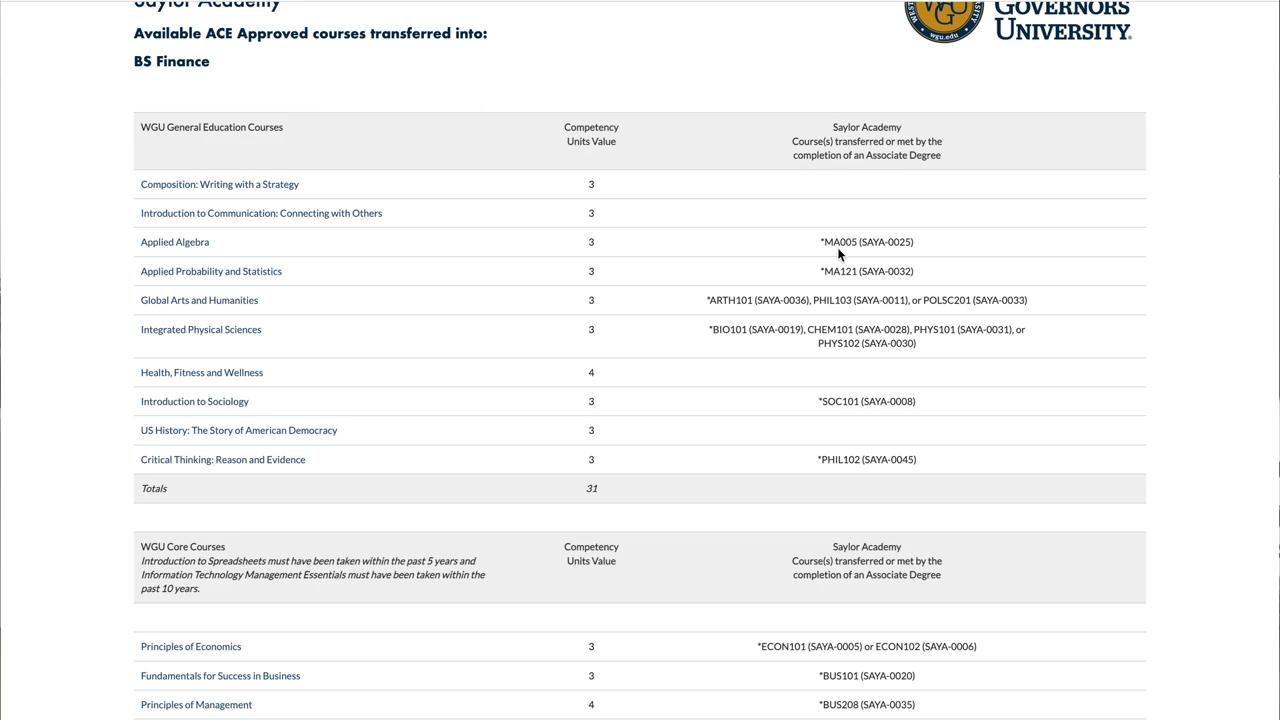 Saylor Academy
Available ACE Approved courses transferred into:
BS Finance
WGU
wgu.edu
GOVERNORS
UNIVERSITY.
WGU General Education Courses
Competency
Units Value
Saylor Academy
Course(s) transferred or met by the
completion of an Associate Degree
Composition: Writing with a Strategy 3
Introduction to Communication: Connecting with Others 3
Applied Algebra 3 *MA005 (SAYA-0025)
Applied Probability and Statistics 3 *MA121 (SAYA-0032)
Global Arts and Humanities 3 *ARTH101 (SAYA-0036), PHIL103 (SAYA-0011), or POLSC201 (SAYA-0033)
Integrated Physical Sciences 3 *BIO101 (SAYA-0019), CHEM101 (SAYA-0028), PHYS101 (SAYA-0031), or
PHYS102 (SAYA-0030)
Health, Fitness and Wellness 4
Introduction to Sociology 3 *SOC101 (SAYA-0008)
US History: The Story of American Democracy 3
Critical Thinking: Reason and Evidence 3 *PHIL102 (SAYA-0045)
Totals 31
WGU Core Courses
Introduction to Spreadsheets must have been taken within the past 5 years and
Information Technology Management Essentials must have been taken within the
past 10 years.
Competency
Units Value
Saylor Academy
Course(s) transferred or met by the
completion of an Associate Degree
Principles of Economics 3 *ECON101 (SAYA-0005) or ECON102 (SAYA-0006)
Fundamentals for Success in Business 3 *BUS101 (SAYA-0020)
Principles of Management 4 *BUS208 (SAYA-0035)